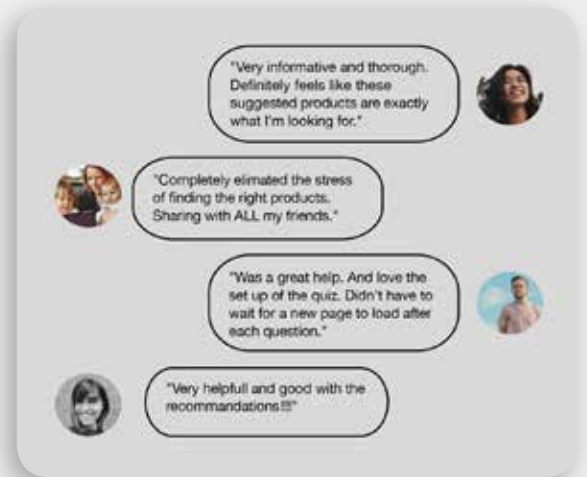 "Very informative and thorough.
Definitely feels like these
suggested products are exactly
what I'm looking for."
"Completely elimated the stress
of finding the right products.
Sharing with ALL my friends."
"Was a great help. And love the
set up of the quiz. Didn't have to
wait for a new page to load after
each question."
"Very helpfull and good with the
recommandations!!!"